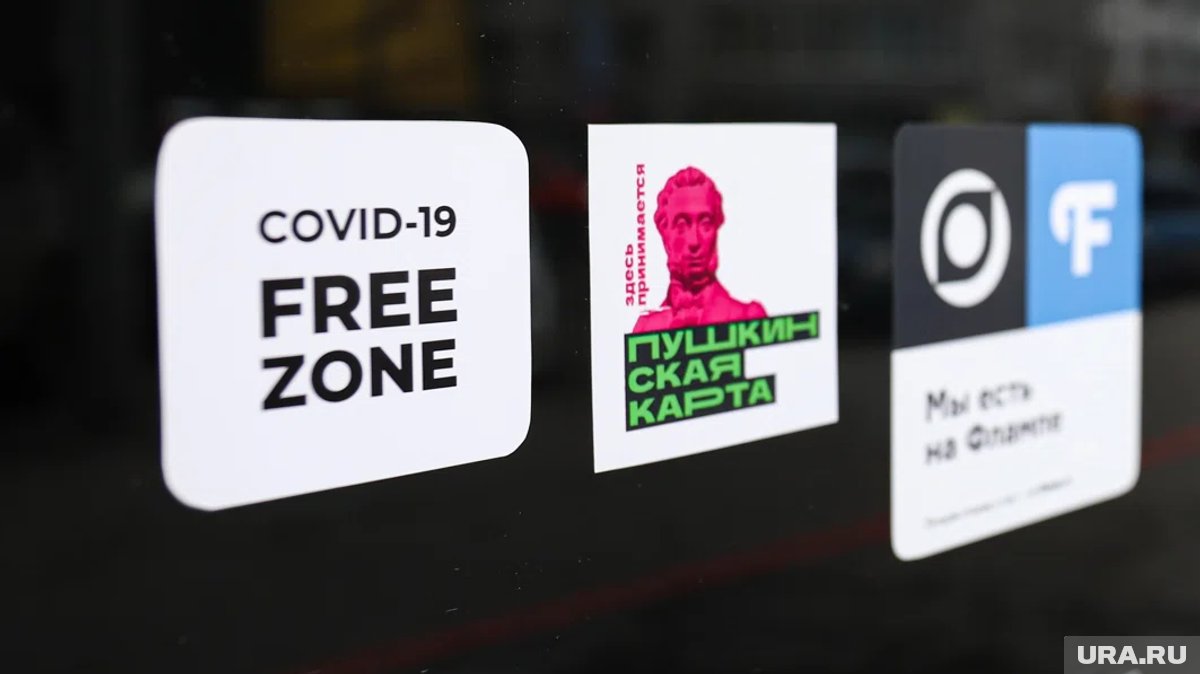 COVID-19
FREE
ZONE
здесь
принимается
ПУШКИН
СКАЯ
КАРТА
F
Мы есть
на Флампе
URA.RU